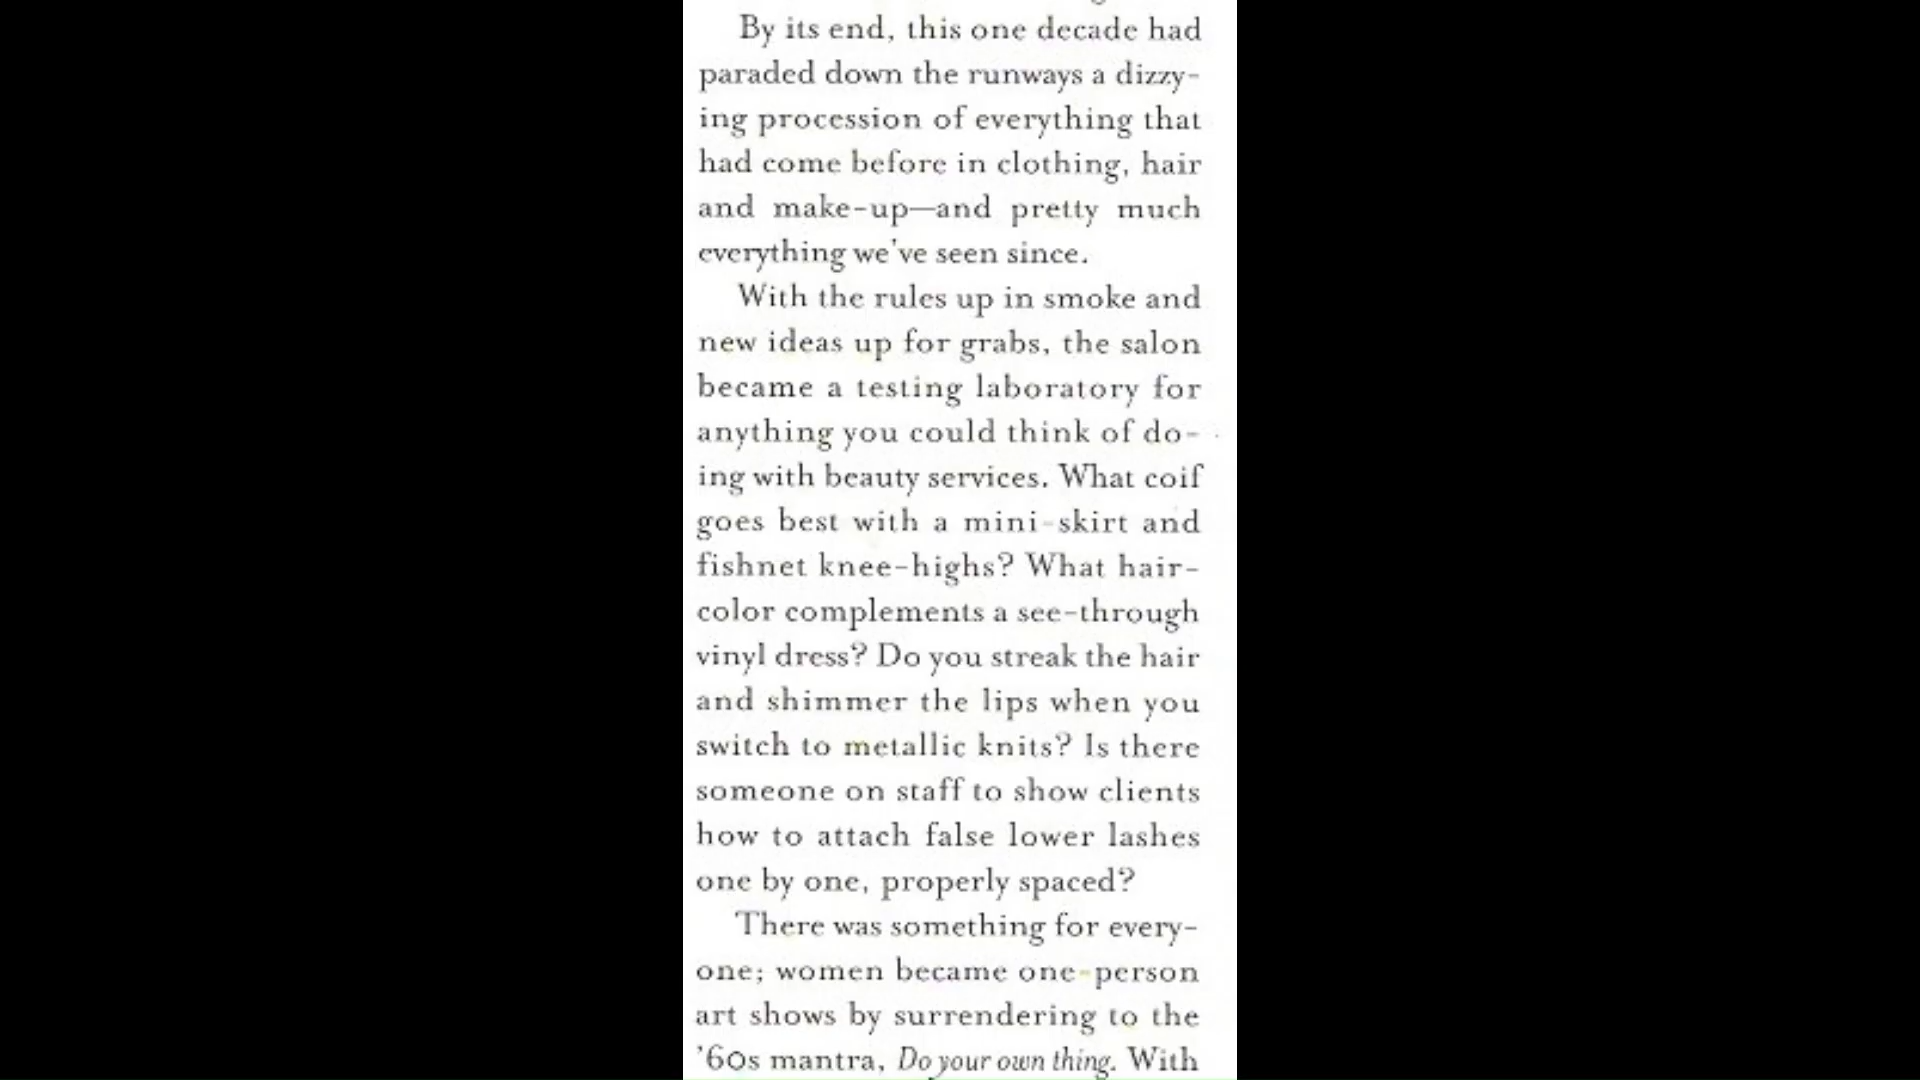 By its end, this one decade had
paraded down the runways a dizzy-
ing procession of everything that
had come before in clothing, hair
and make-up—and pretty much
everything we've seen since.
With the rules up in smoke and
new ideas up for grabs, the salon
became a testing laboratory for
anything you could think of do-
ing with beauty services. What coif
goes best with a mini-skirt and
fishnet knee-highs? What hair-
color complements a see-through
vinyl dress? Do you streak the hair
and shimmer the lips when you
switch to metallic knits? Is there
someone on staff to show clients
how to attach false lower lashes
one by one, properly spaced?
There was something for every-
one; women became one-person
art shows by surrendering to the
'60s mantra, Do your own thing. With